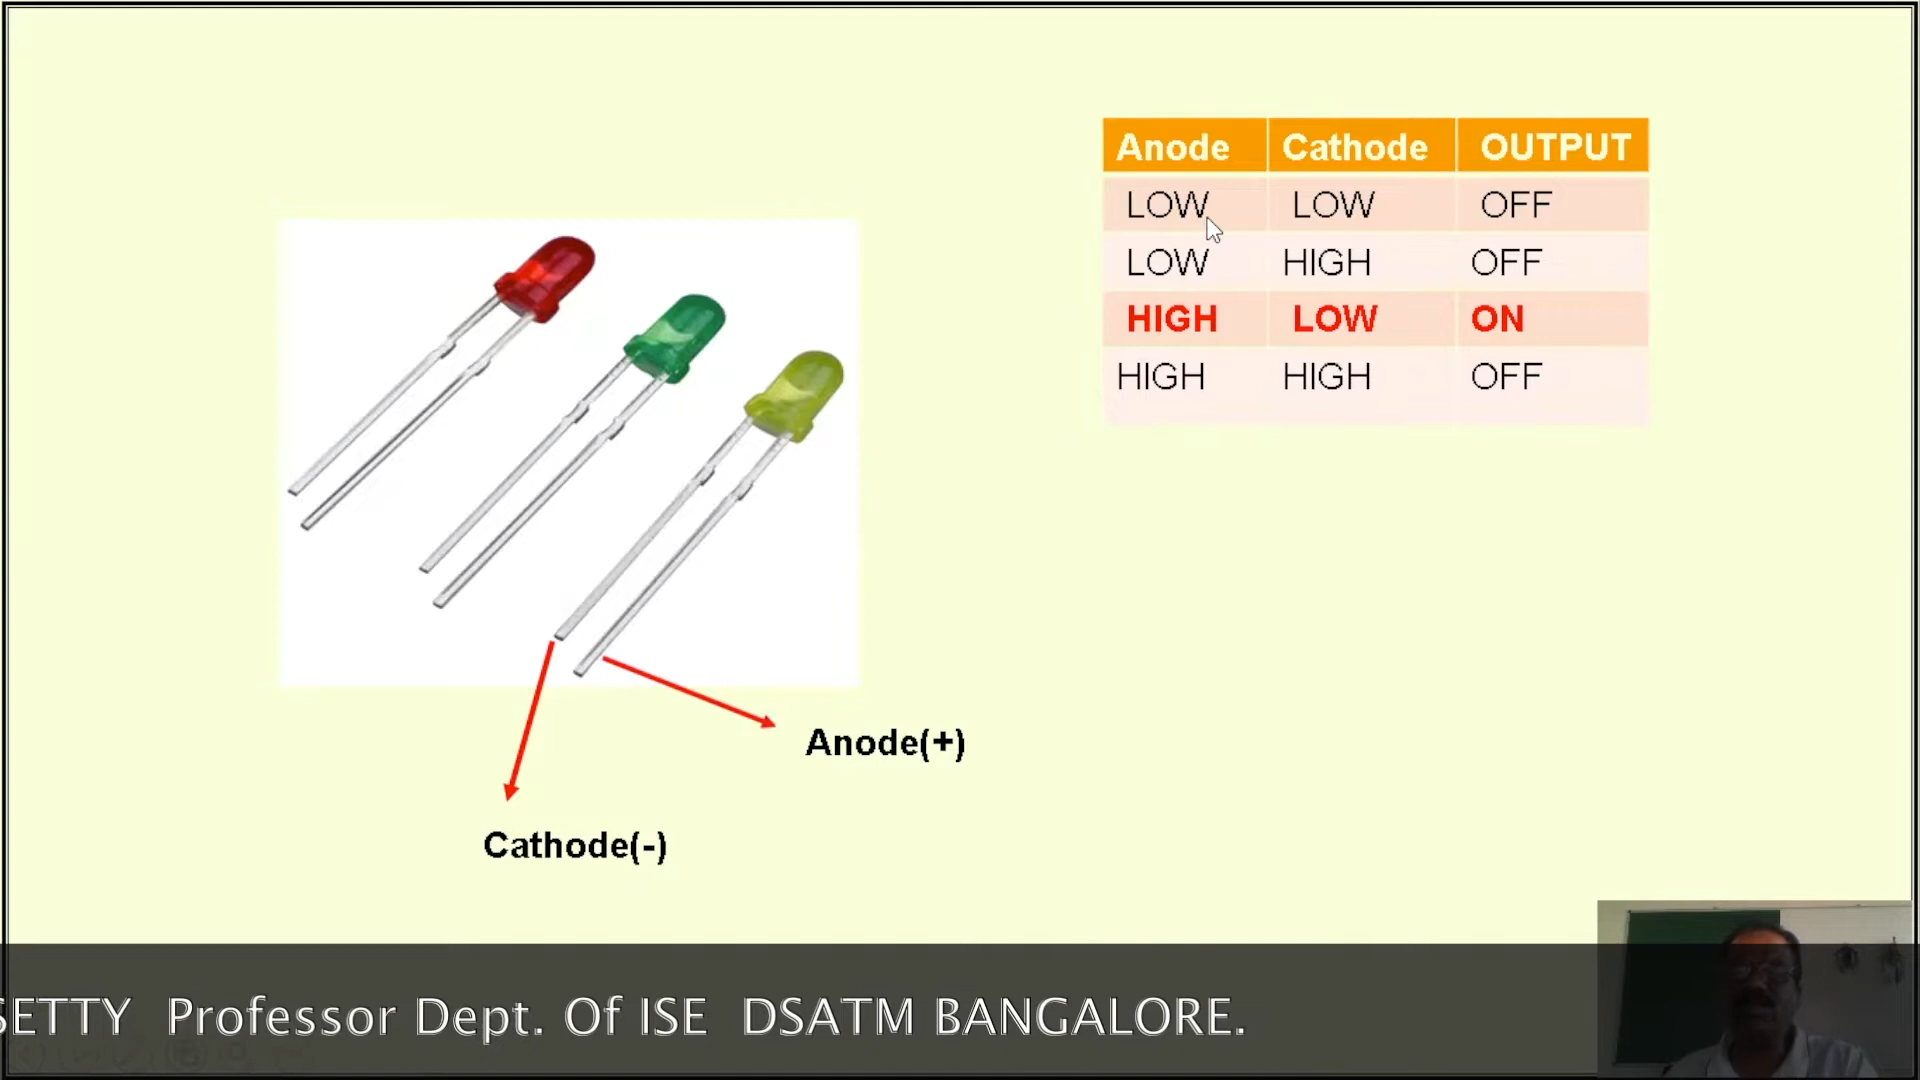 Anode Cathode OUTPUT
LOW LOW OFF
LOW HIGH OFF
HIGH LOW ON
HIGH HIGH OFF
Anode(+)
Cathode(-)
SETTY Professor Dept. Of ISE DSATM BANGALORE.